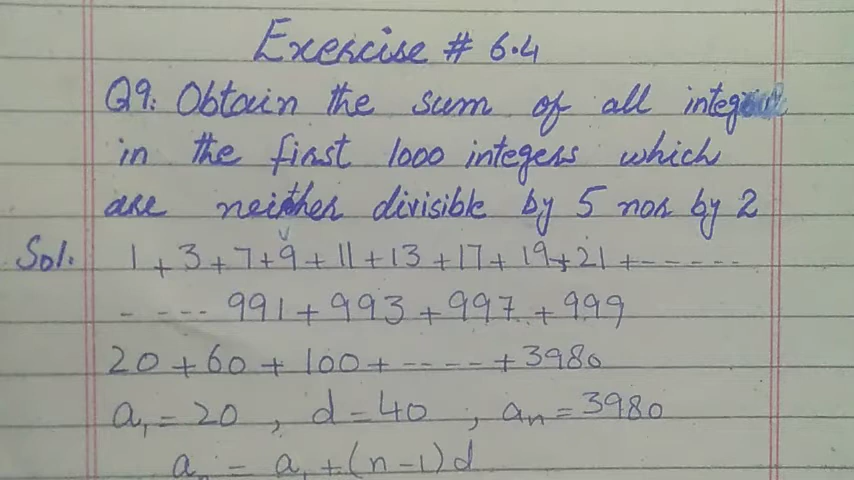 Exercise # 6.4
Q9: Obtain the sum of all integers
in the first 1000 integers which
are neither divisible by 5 nor by 2
Sol. 1 + 3 + 7 + 9 + 11 + 13 + 17 + 19 + 21 + ------
- ---- 991 + 993 + 997 + 999
20 + 60 + 100 + ----- + 3980
a₁ = 20 , d = 40 , aₙ = 3980
aₙ = a₁ + (n - 1) d